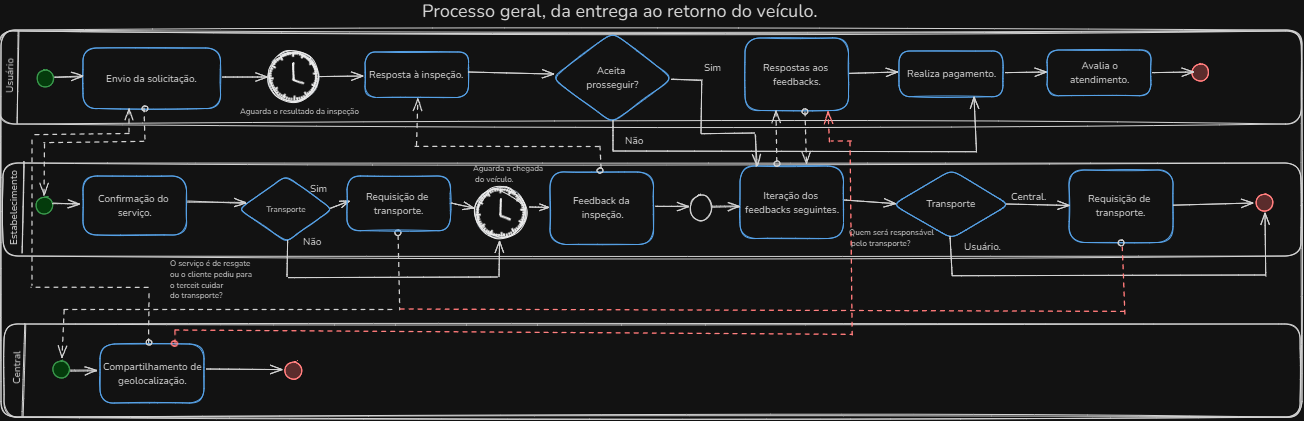 Processo geral, da entrega ao retorno do veículo.
Usuário
Envio da solicitação.
Aguarda o resultado da inspeção
Resposta à inspeção.
Aceita
prosseguir?
Sim
Não
Respostas aos
feedbacks.
Realiza pagamento.
Avalia o
atendimento.
Estabelecimento
Confirmação do
serviço.
Transporte
Sim
Não
O serviço é de resgate
ou o cliente pediu para
o terceit cuidar
do transporte?
Requisição de
transporte.
Aguarda a chegada
do veículo.
Feedback da
inspeção.
Iteração dos
feedbacks seguintes.
Quem será responsável
pelo transporte?
Transporte
Central.
Usuário.
Requisição de
transporte.
Central
Compartilhamento de
geolocalização.